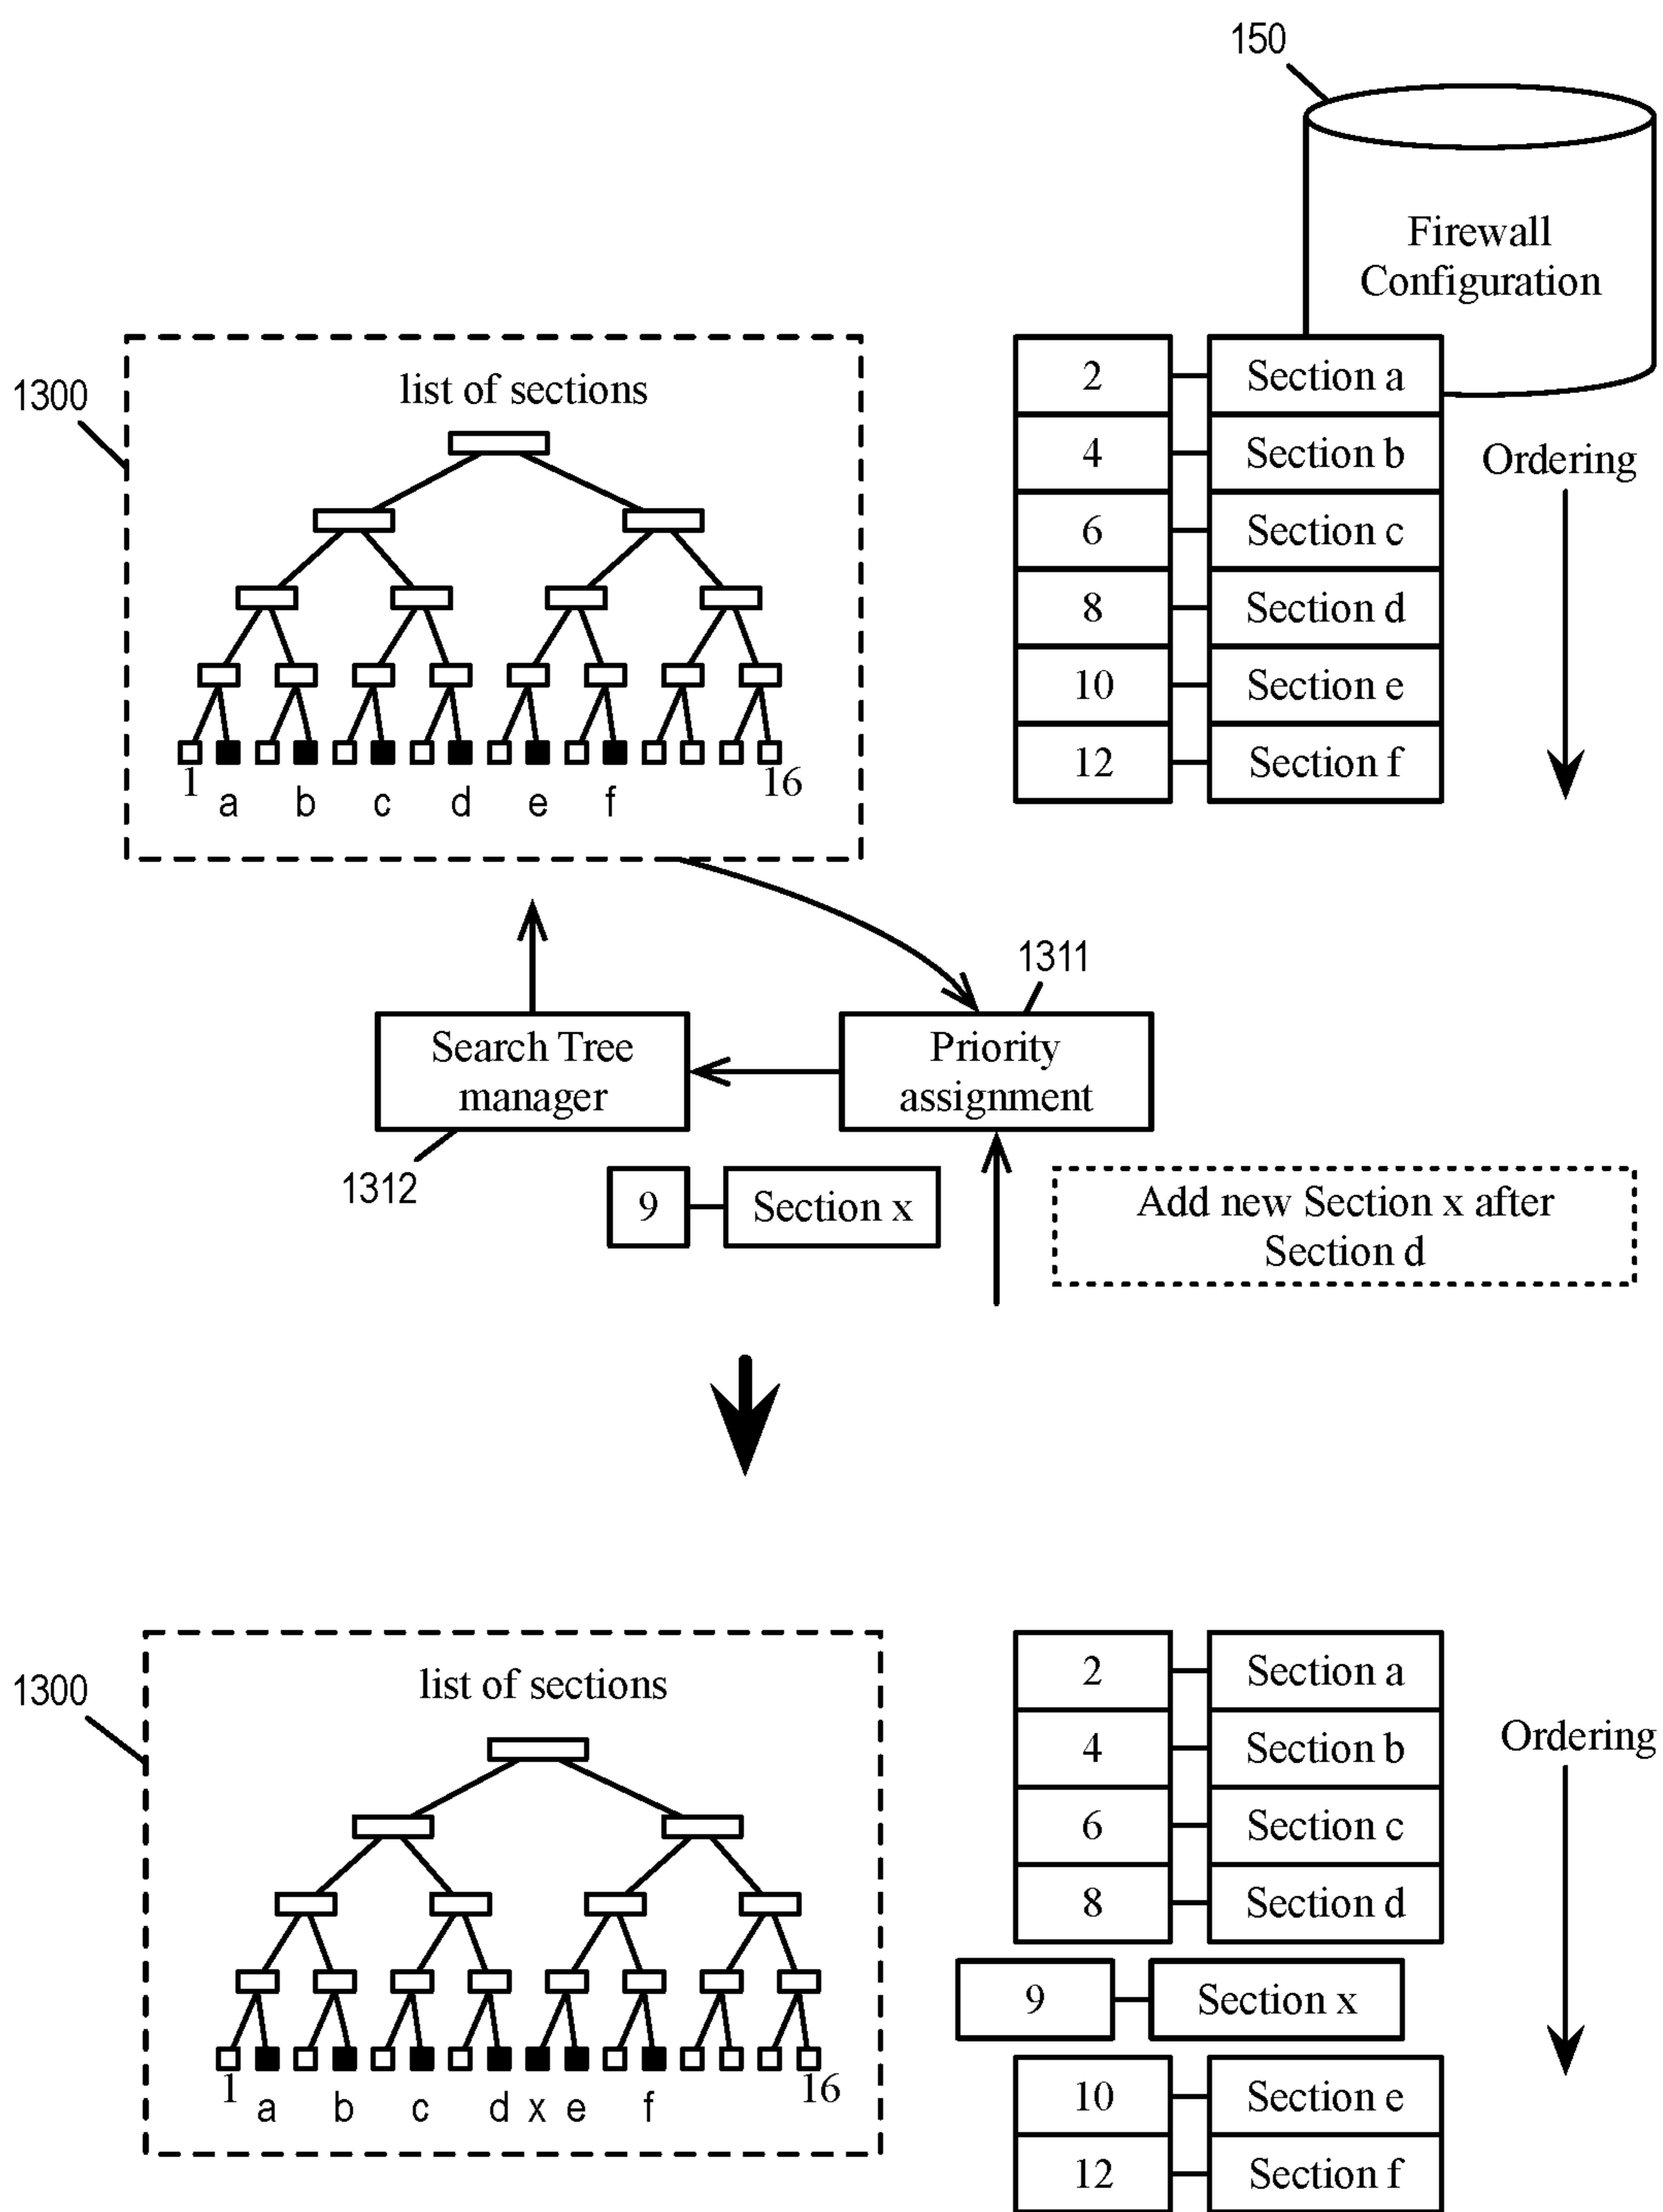 150
Firewall
Configuration
1300
list of sections
1
16
a b c d e f
2 Section a
4 Section b
6 Section c
8 Section d
10 Section e
12 Section f
Ordering
1311
Search Tree
manager
Priority
assignment
1312
9 Section x
Add new Section x after
Section d
1300
list of sections
1
16
a b c d x e f
2 Section a
4 Section b
6 Section c
8 Section d
9 Section x
10 Section e
12 Section f
Ordering